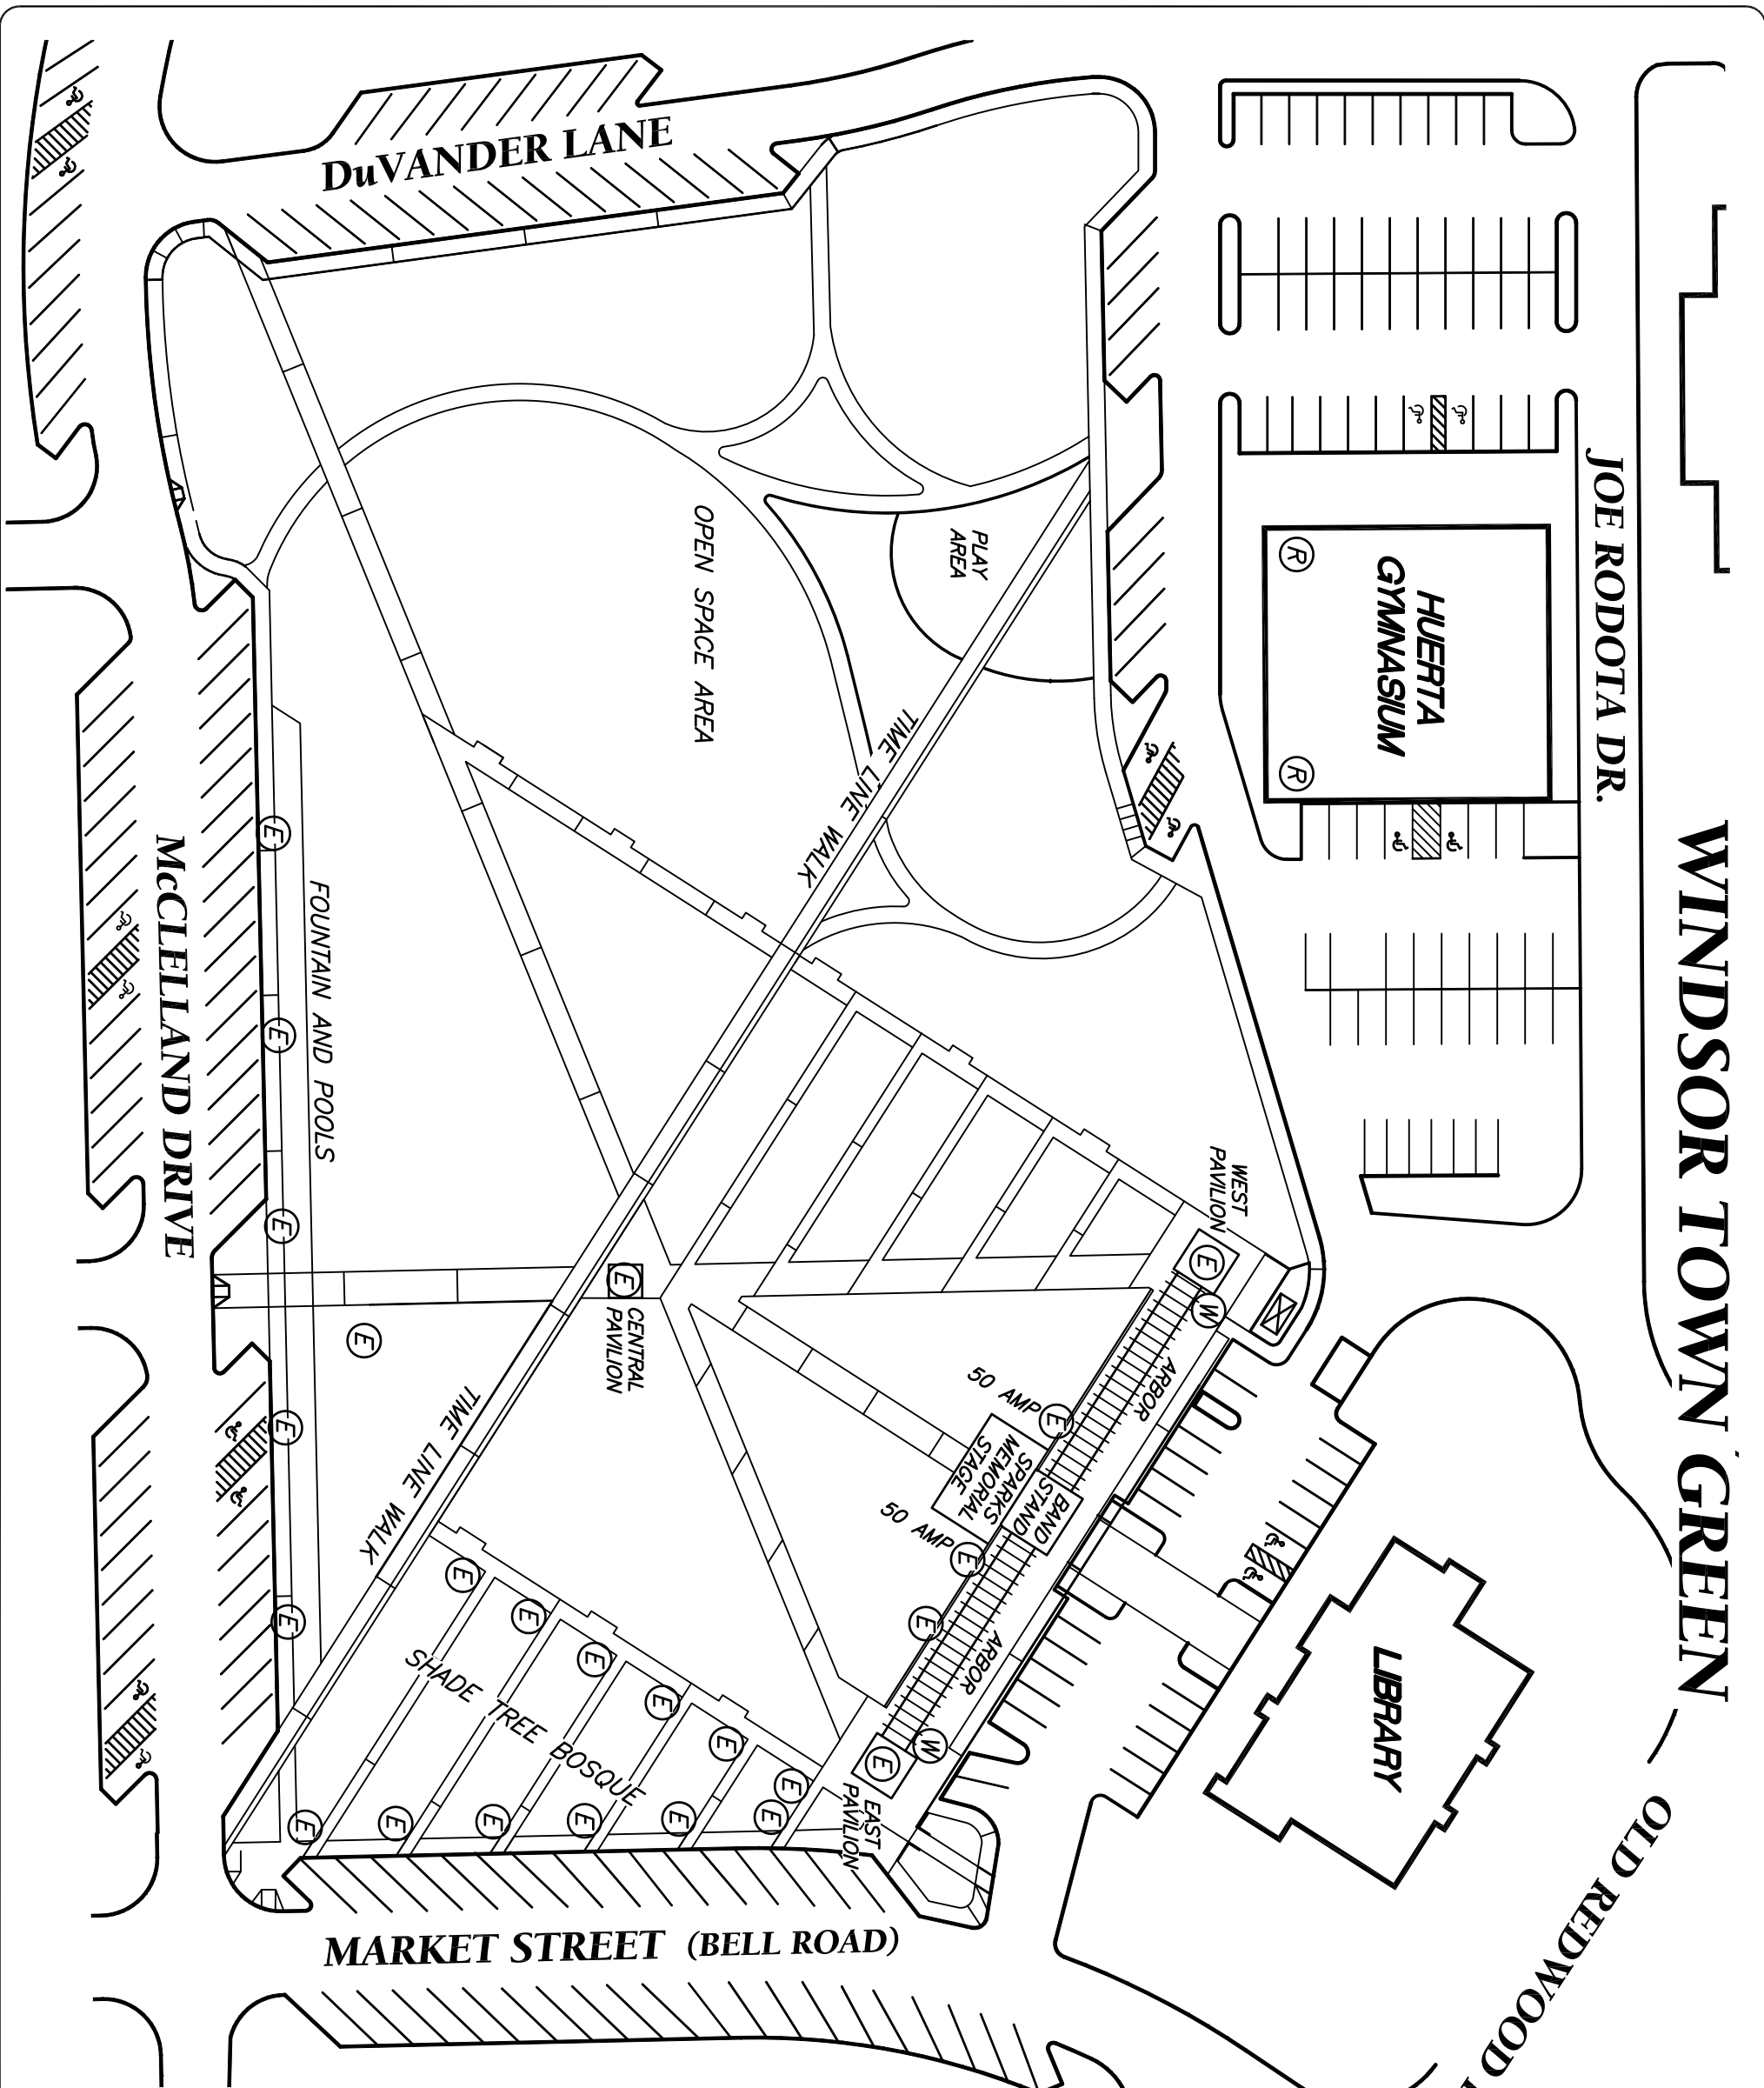 WINDSOR TOWN GREEN
JOE RODOTA DR.
HUERTA
GYMNASIUM
R
R
DuVANDER LANE
PLAY
AREA
OPEN SPACE AREA
TIME LINE WALK
McCLELLAND DRIVE
FOUNTAIN AND POOLS
E
E
E
E
E
E
WEST
PAVILION
E
W
ARBOR
CENTRAL
PAVILION
E
50 AMP
E
SPARKS
MEMORIAL
STAGE
BAND
STAND
50 AMP
E
E
ARBOR
W
E
EAST
PAVILION
TIME LINE WALK
SHADE TREE BOSQUE
E
E
E
E
E
E
E
E
E
E
E
E
LIBRARY
OLD REDWOOD
MARKET STREET (BELL ROAD)